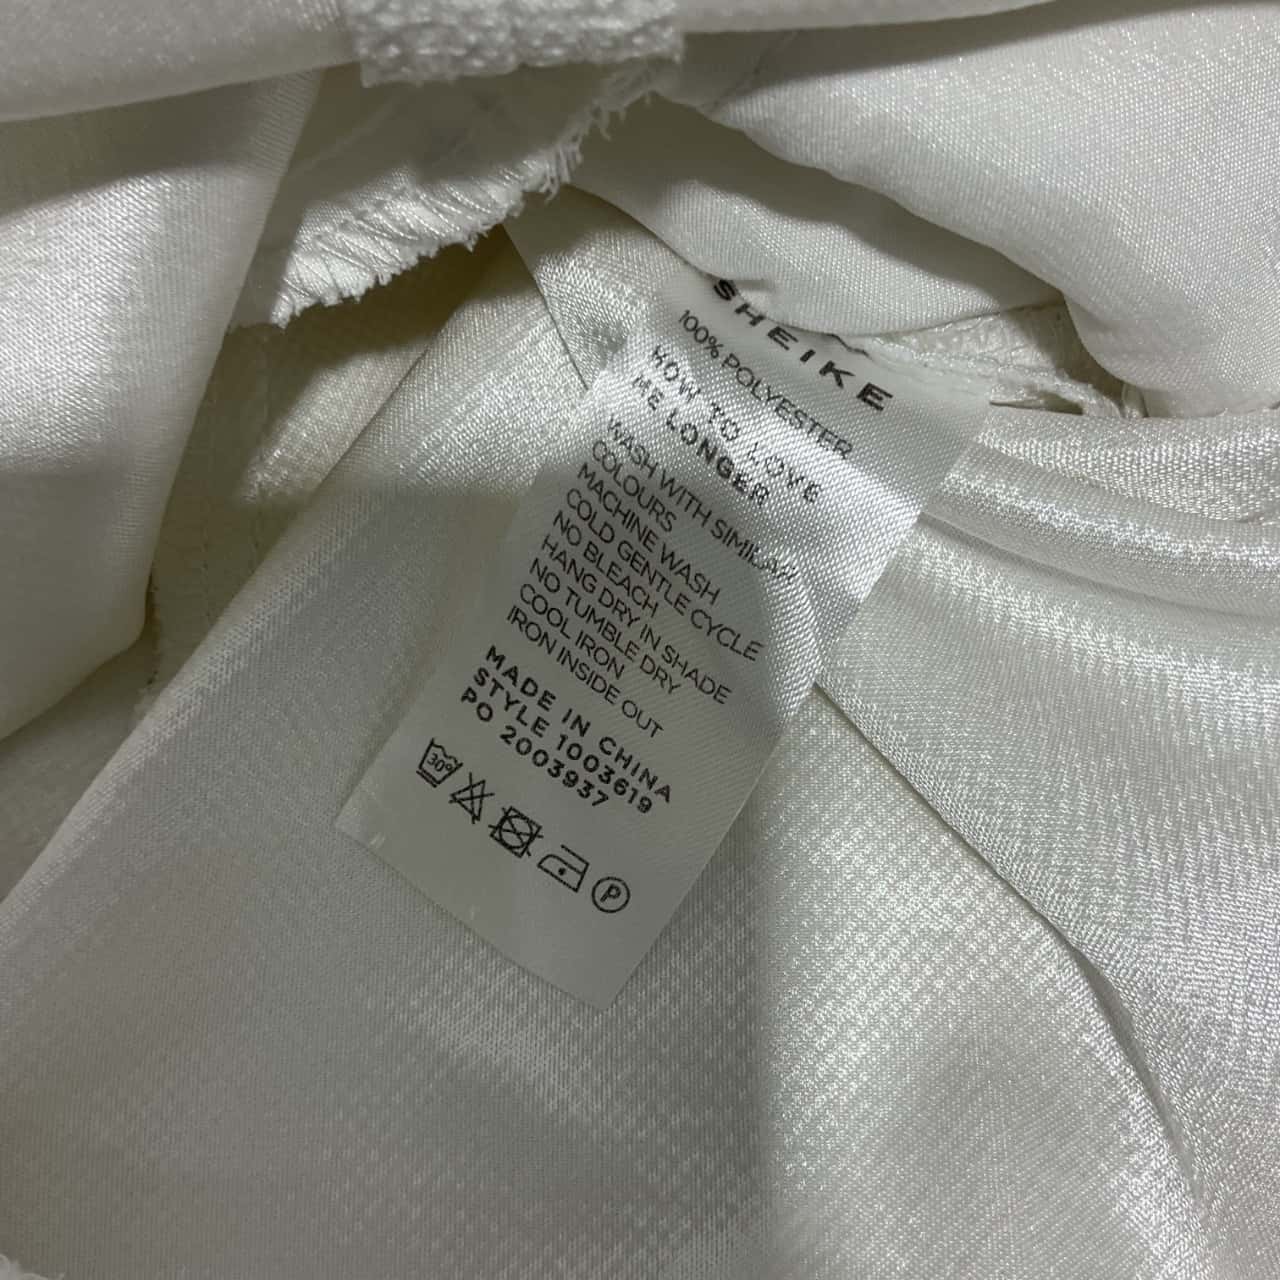 SHEIKE
100% POLYESTER
HOW TO LOVE
ME LONGER
WASH WITH SIMILAR
COLOURS
MACHINE WASH
COLD GENTLE CYCLE
NO BLEACH
HANG DRY IN SHADE
NO TUMBLE DRY
COOL IRON
IRON INSIDE OUT
MADE IN CHINA
STYLE 1003619
PO 2003937
30°
P